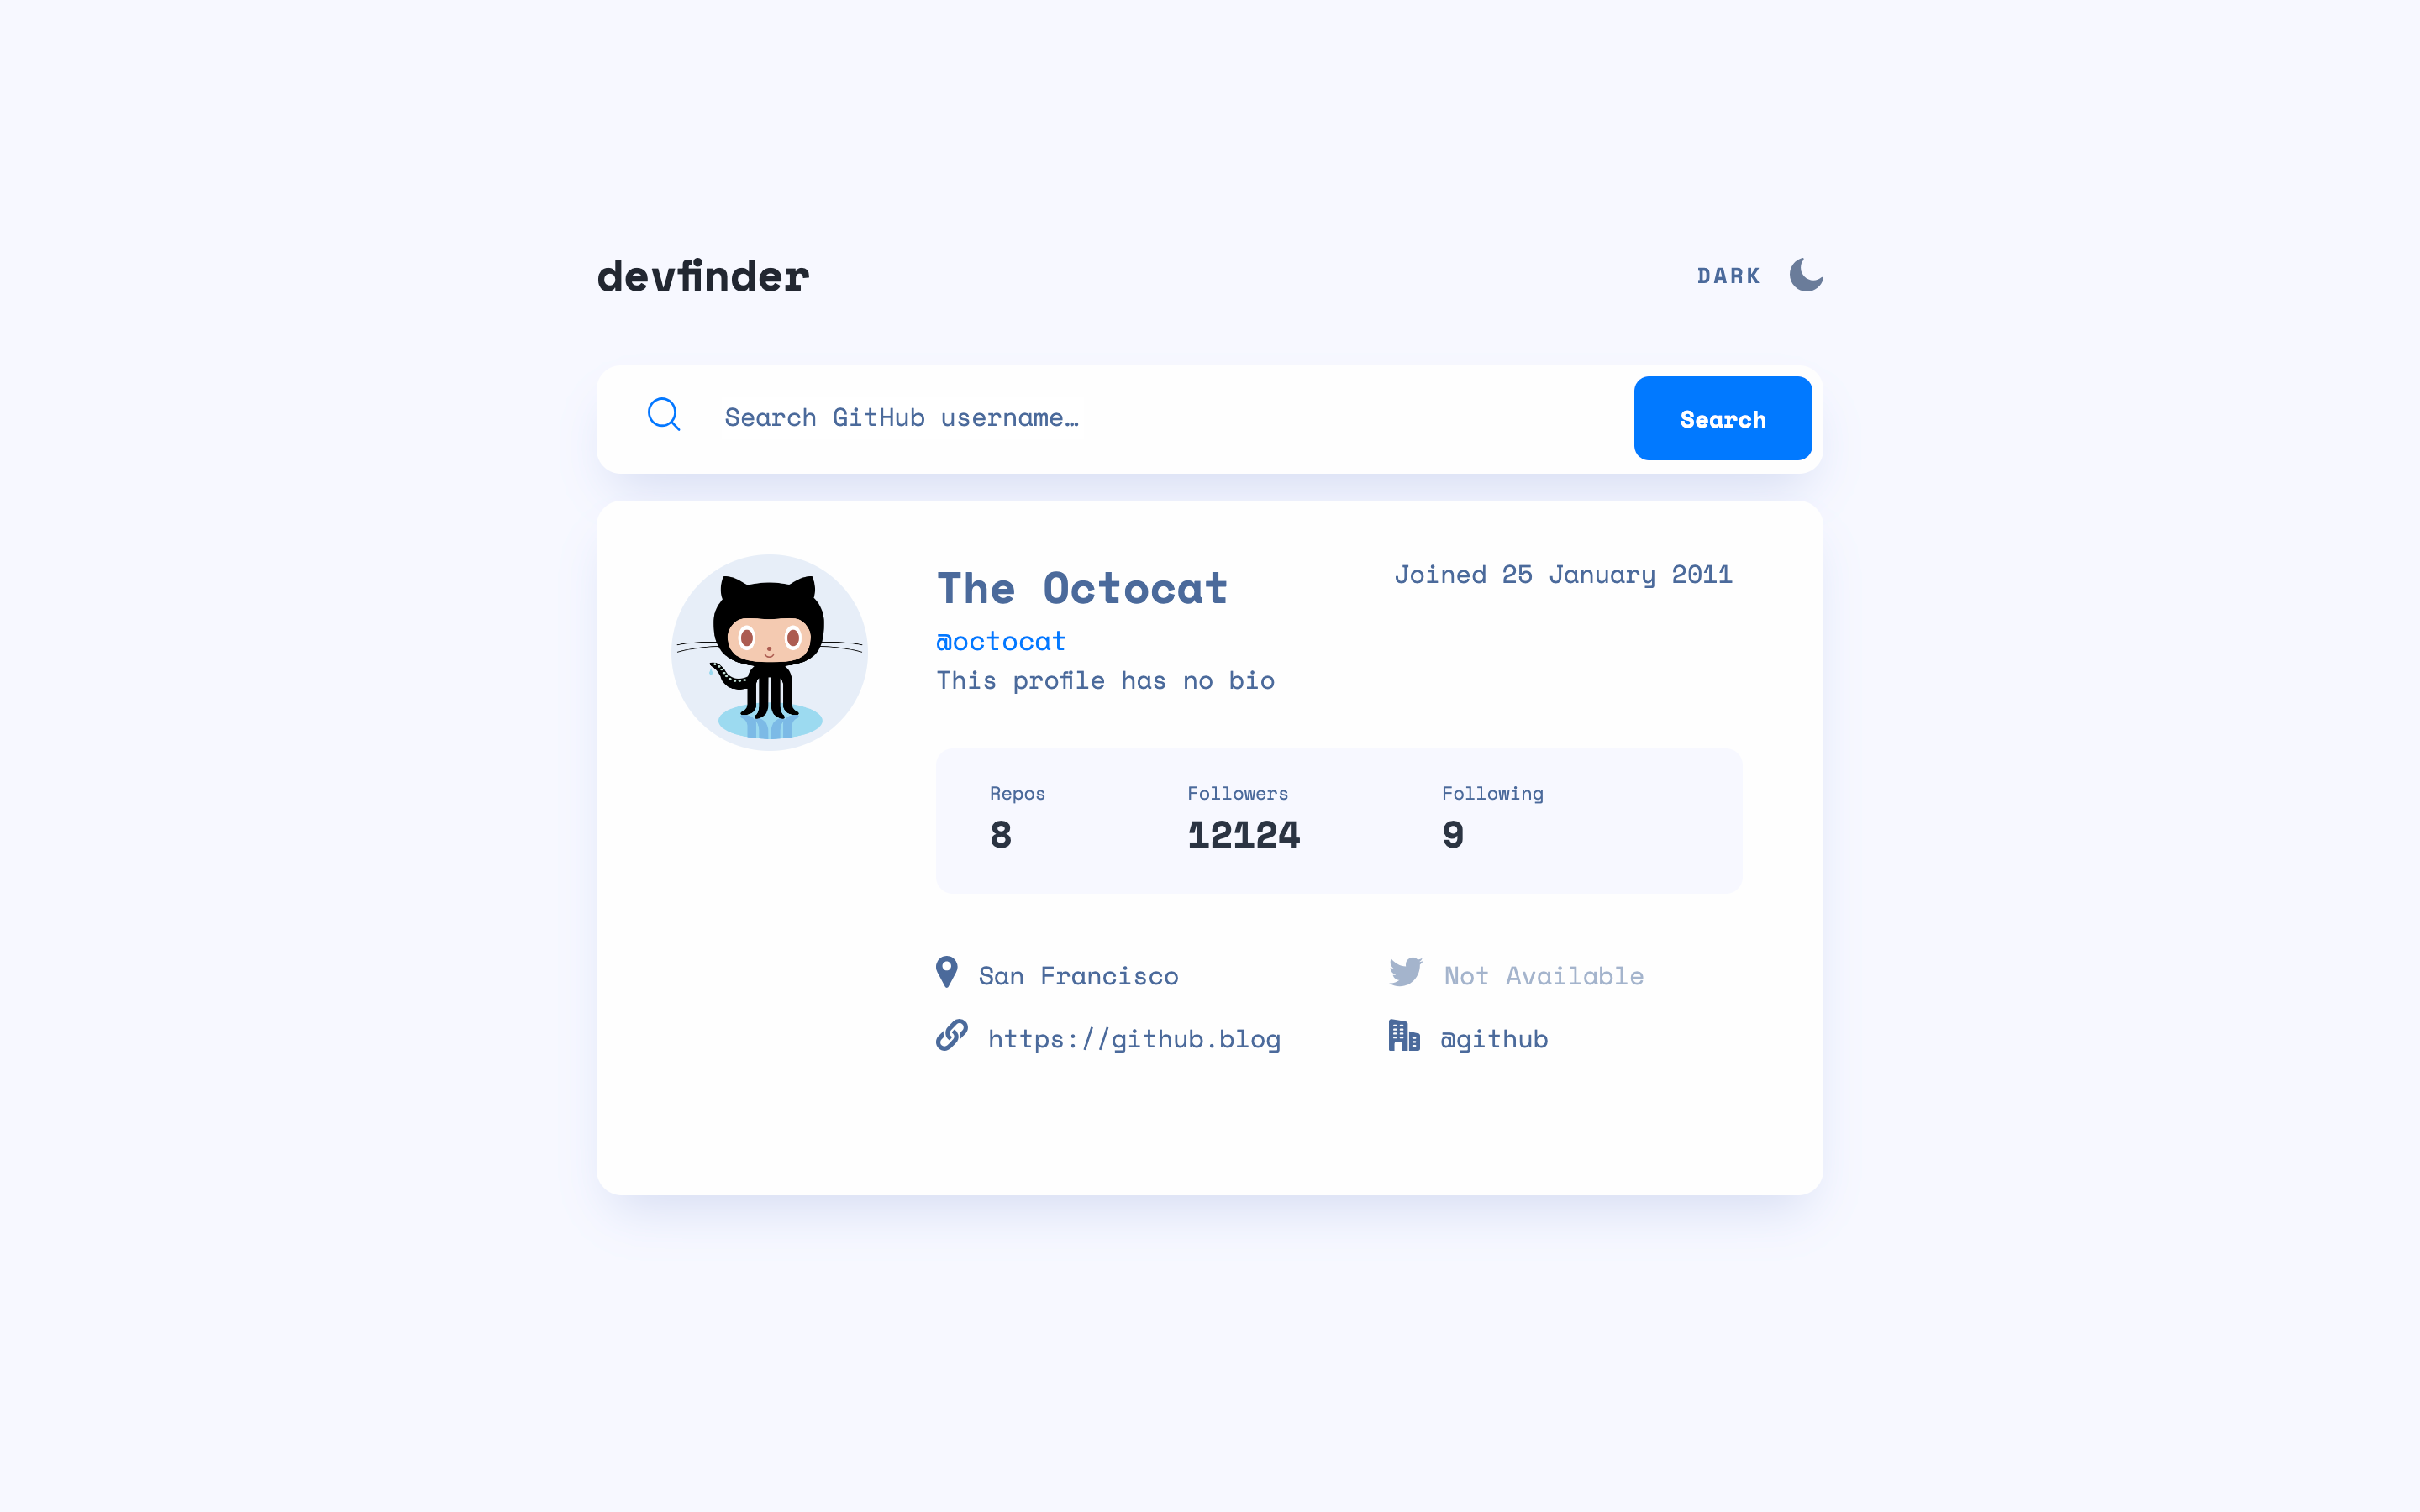 devfinder
DARK
Search GitHub username…
Search
The Octocat
Joined 25 January 2011
@octocat
This profile has no bio
Repos
Followers
Following
8
12124
9
San Francisco
Not Available
https://github.blog
@github